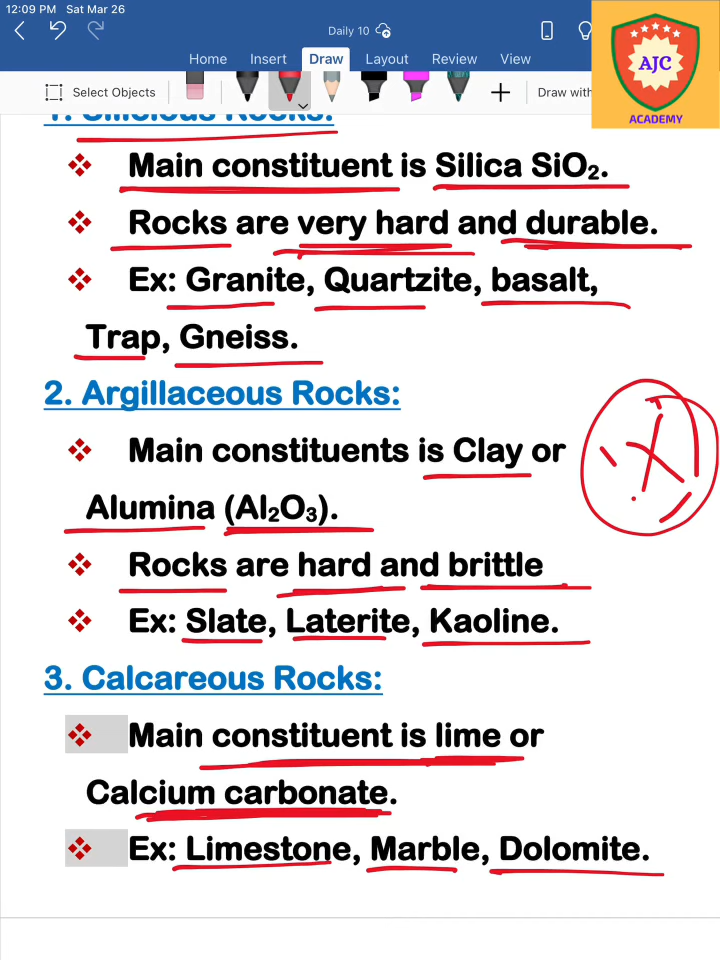 12:09 PM Sat Mar 26
Daily 10
Home Insert Draw Layout Review View
Select Objects
Draw with
AJC
ACADEMY
Rocks:
❖ Main constituent is Silica SiO₂.
❖ Rocks are very hard and durable.
❖ Ex: Granite, Quartzite, basalt,
Trap, Gneiss.
2. Argillaceous Rocks:
❖ Main constituents is Clay or
Alumina (Al₂O₃).
❖ Rocks are hard and brittle
❖ Ex: Slate, Laterite, Kaoline.
3. Calcareous Rocks:
❖ Main constituent is lime or
Calcium carbonate.
❖ Ex: Limestone, Marble, Dolomite.